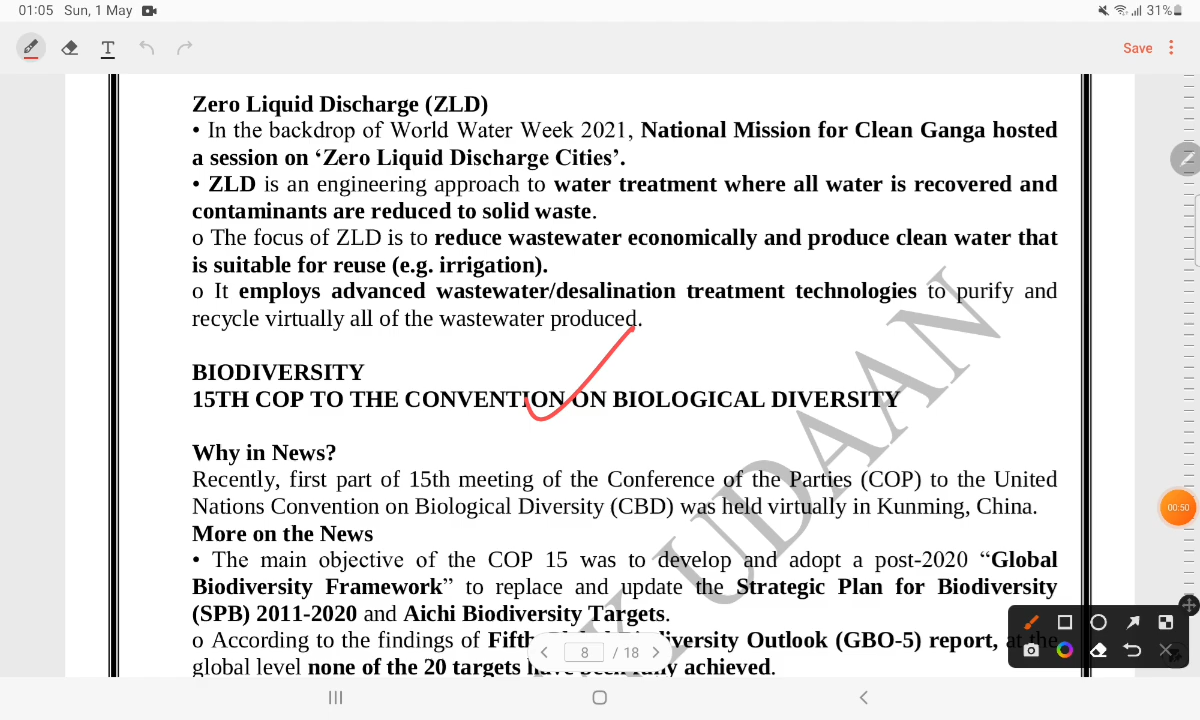 01:05 Sun, 1 May
31%
T
Save
Zero Liquid Discharge (ZLD)
• In the backdrop of World Water Week 2021, National Mission for Clean Ganga hosted
a session on ‘Zero Liquid Discharge Cities’.
• ZLD is an engineering approach to water treatment where all water is recovered and
contaminants are reduced to solid waste.
o The focus of ZLD is to reduce wastewater economically and produce clean water that
is suitable for reuse (e.g. irrigation).
o It employs advanced wastewater/desalination treatment technologies to purify and
recycle virtually all of the wastewater produced.
BIODIVERSITY
15TH COP TO THE CONVENTION ON BIOLOGICAL DIVERSITY
Why in News?
Recently, first part of 15th meeting of the Conference of the Parties (COP) to the United
Nations Convention on Biological Diversity (CBD) was held virtually in Kunming, China.
00:50
More on the News
• The main objective of the COP 15 was to develop and adopt a post-2020 “Global
Biodiversity Framework” to replace and update the Strategic Plan for Biodiversity
(SPB) 2011-2020 and Aichi Biodiversity Targets.
o According to the findings of Fifth Biodiversity Outlook (GBO-5) report, at the
global level none of the 20 targets have been fully achieved.
8 / 18
UDAAN